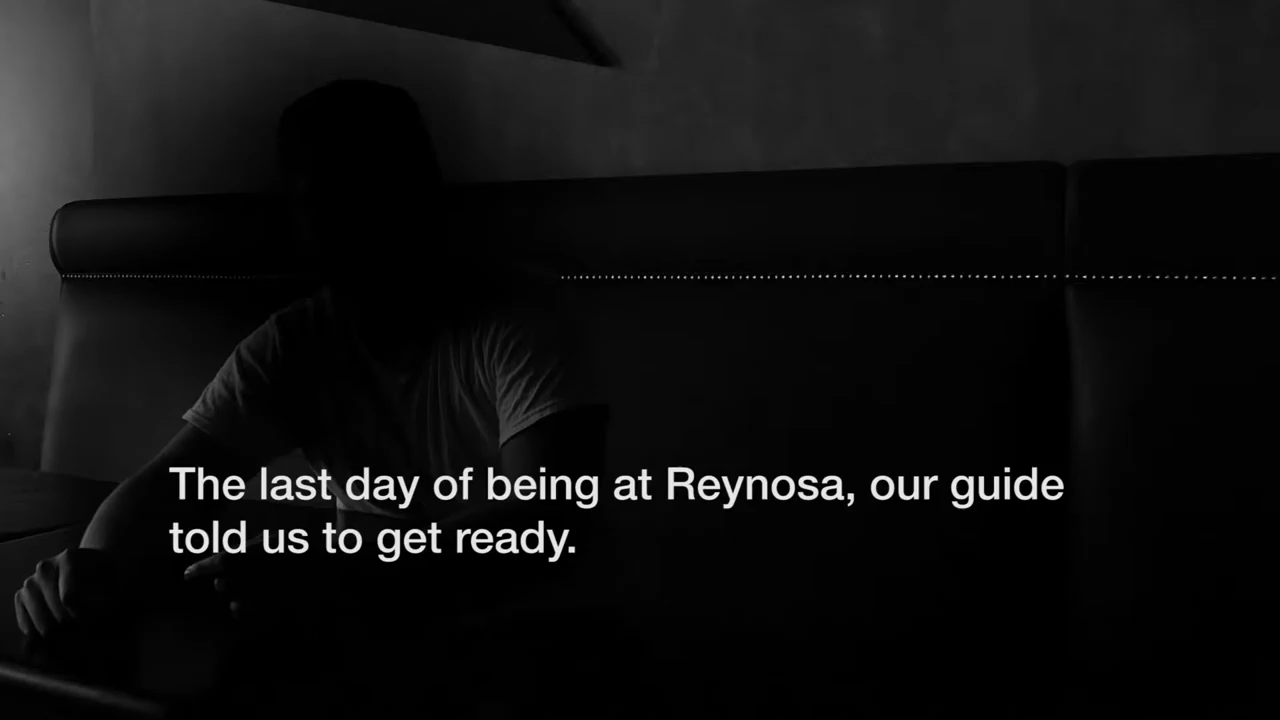 The last day of being at Reynosa, our guide
told us to get ready.